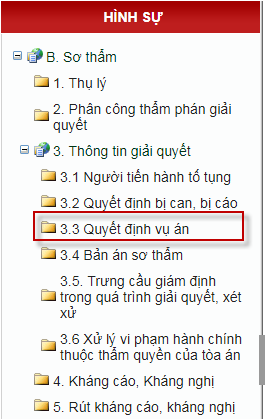 HÌNH SỰ
B. Sơ thẩm
1. Thụ lý
2. Phân công thẩm phán giải
quyết
3. Thông tin giải quyết
3.1 Người tiến hành tố tụng
3.2 Quyết định bị can, bị cáo
3.3 Quyết định vụ án
3.4 Bản án sơ thẩm
3.5. Trưng cầu giám định
trong quá trình giải quyết, xét
xử
3.6 Xử lý vi phạm hành chính
thuộc thẩm quyền của tòa án
4. Kháng cáo, Kháng nghị
5. Rút kháng cáo, kháng nghị